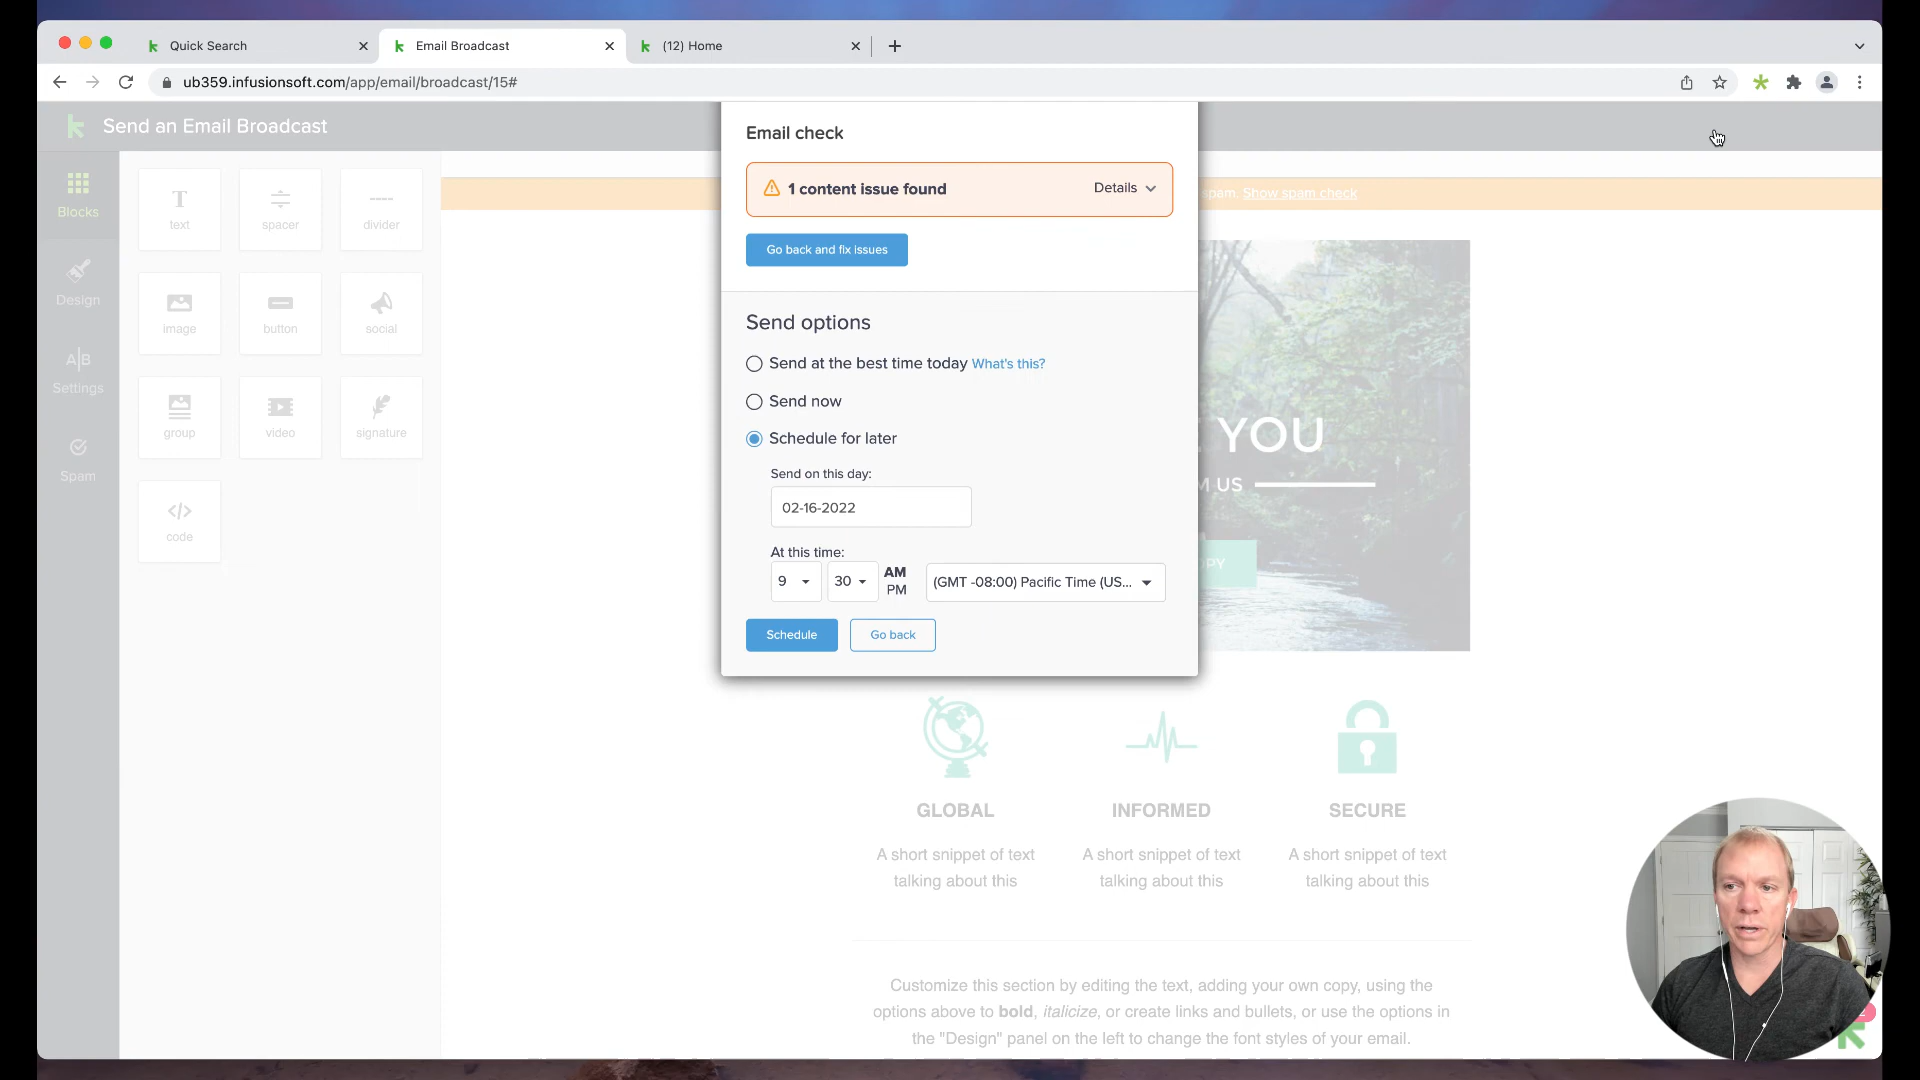 Quick Search
Email Broadcast
(12) Home
ub359.infusionsoft.com/app/email/broadcast/15#
Send an Email Broadcast
Email check
1 content issue found
Details
spam. Show spam check
Go back and fix issues
Blocks
Design
A|B
Settings
Spam
T
text
spacer
divider
image
button
social
group
video
signature
</>
code
Send options
Send at the best time today What's this?
Send now
Schedule for later
Send on this day:
02-16-2022
At this time:
9
30
AM
PM
(GMT -08:00) Pacific Time (US...
Schedule
Go back
YOU
M US
OPY
GLOBAL
INFORMED
SECURE
A short snippet of text
talking about this
A short snippet of text
talking about this
A short snippet of text
talking about this
Customize this section by editing the text, adding your own copy, using the
options above to bold, italicize, or create links and bullets, or use the options in
the "Design" panel on the left to change the font styles of your email.